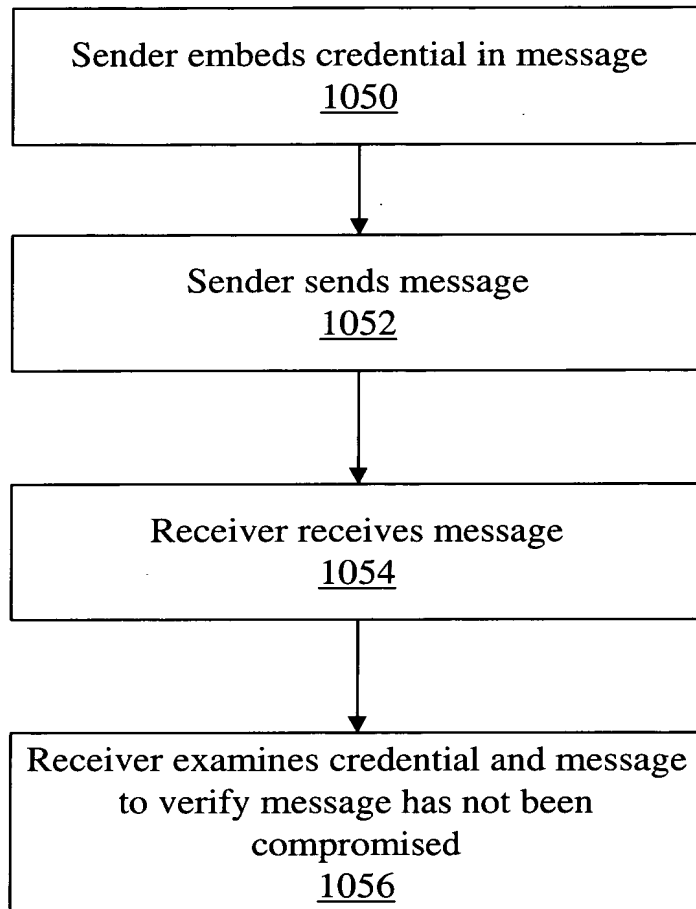 Sender embeds credential in message
1050
Sender sends message
1052
Receiver receives message
1054
Receiver examines credential and message
to verify message has not been
compromised
1056